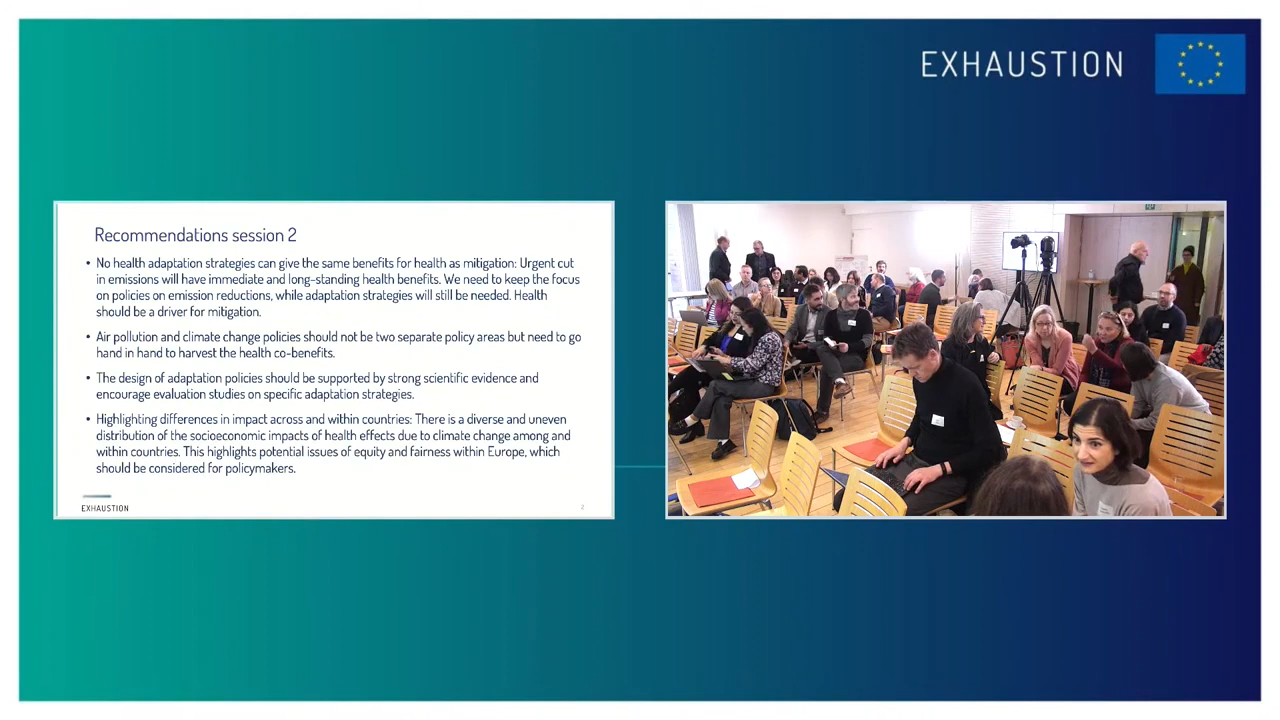 EXHAUSTION
Recommendations session 2
• No health adaptation strategies can give the same benefits for health as mitigation: Urgent cut
in emissions will have immediate and long-standing health benefits. We need to keep the focus
on policies on emission reductions, while adaptation strategies will still be needed. Health
should be a driver for mitigation.
• Air pollution and climate change policies should not be two separate policy areas but need to go
hand in hand to harvest the health co-benefits.
• The design of adaptation policies should be supported by strong scientific evidence and
encourage evaluation studies on specific adaptation strategies.
• Highlighting differences in impact across and within countries: There is a diverse and uneven
distribution of the socioeconomic impacts of health effects due to climate change among and
within countries. This highlights potential issues of equity and fairness within Europe, which
should be considered for policymakers.
EXHAUSTION
2